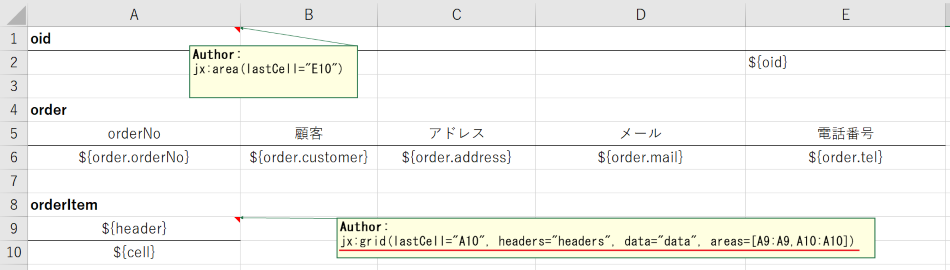 A B C D E
1 oid
Author:
jx:area(lastCell="E10")
2 ${oid}
3
4 order
5 orderNo 顧客 アドレス メール 電話番号
6 ${order.orderNo} ${order.customer} ${order.address} ${order.mail} ${order.tel}
7
8 orderItem
9 ${header}
Author:
jx:grid(lastCell="A10", headers="headers", data="data", areas=[A9:A9,A10:A10])
10 ${cell}